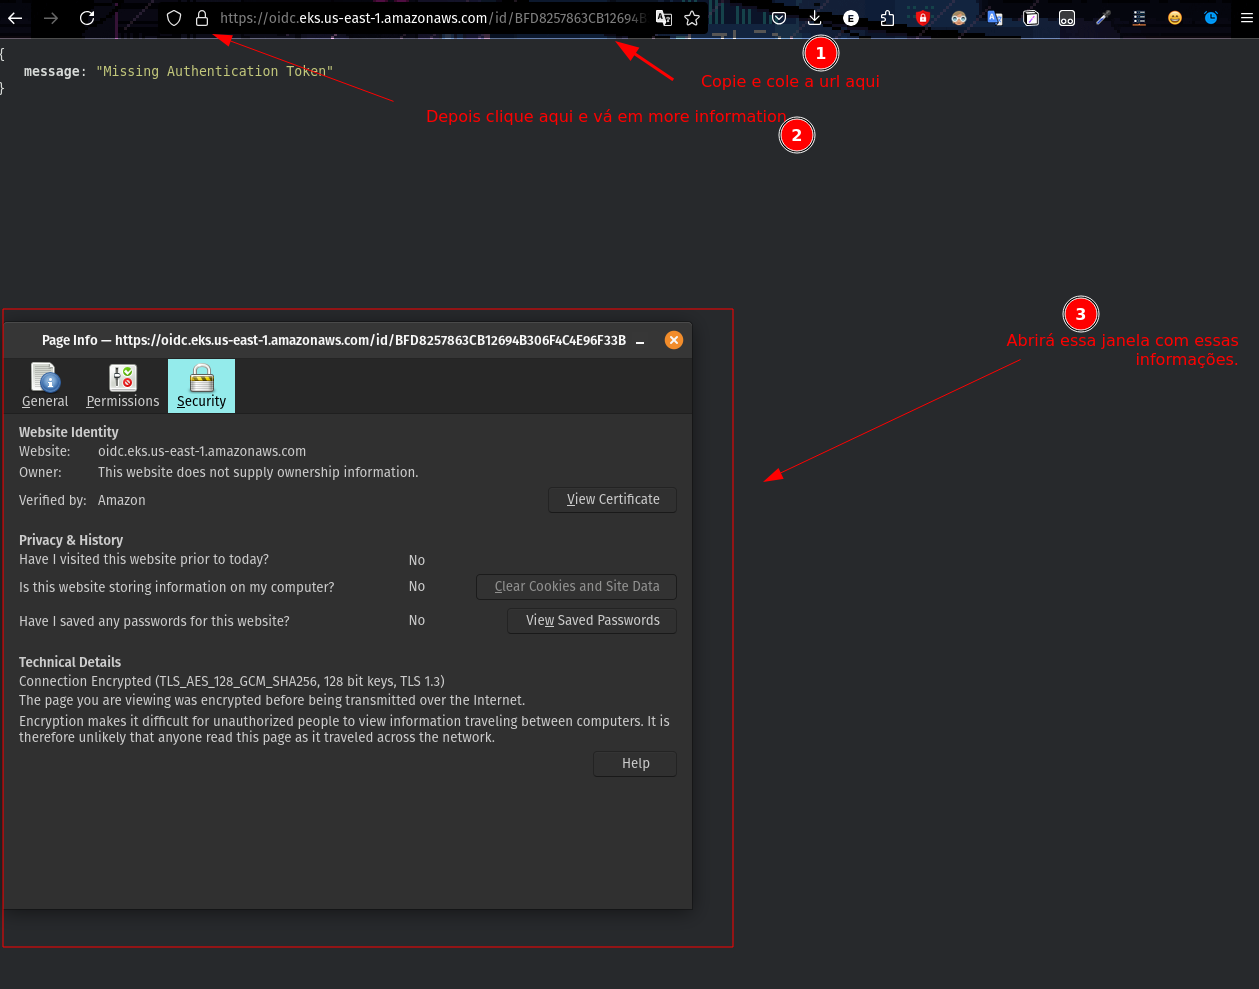 https://oidc.eks.us-east-1.amazonaws.com/id/BFD8257863CB12694B
E
1
{
message: "Missing Authentication Token"
}
Copie e cole a url aqui
Depois clique aqui e vá em more information
2
3
Abrirá essa janela com essas
informações.
Page Info — https://oidc.eks.us-east-1.amazonaws.com/id/BFD8257863CB12694B306F4C4E96F33B
General Permissions Security
Website Identity
Website: oidc.eks.us-east-1.amazonaws.com
Owner: This website does not supply ownership information.
Verified by: Amazon View Certificate
Privacy & History
Have I visited this website prior to today? No
Is this website storing information on my computer? No Clear Cookies and Site Data
Have I saved any passwords for this website? No View Saved Passwords
Technical Details
Connection Encrypted (TLS_AES_128_GCM_SHA256, 128 bit keys, TLS 1.3)
The page you are viewing was encrypted before being transmitted over the Internet.
Encryption makes it difficult for unauthorized people to view information traveling between computers. It is
therefore unlikely that anyone read this page as it traveled across the network.
Help